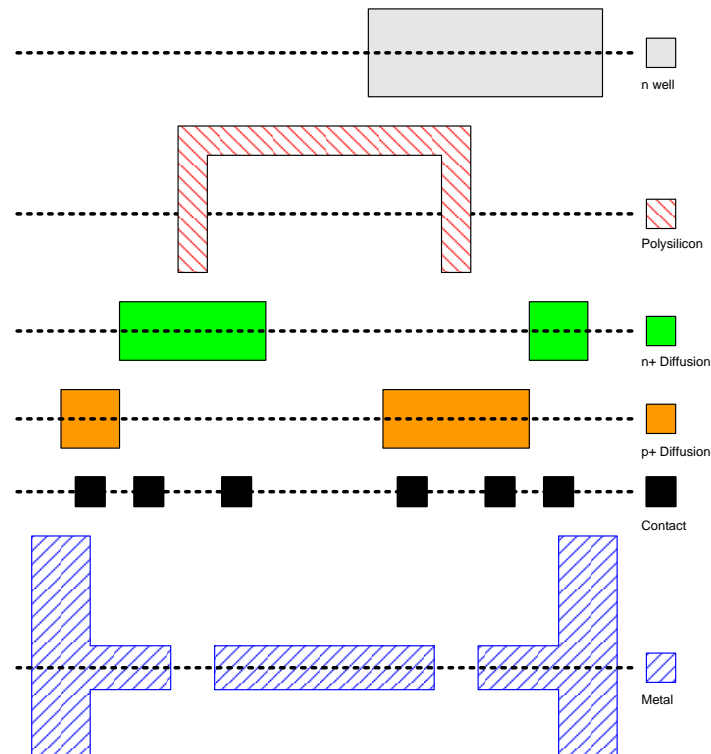 n well
Polysilicon
n+ Diffusion
p+ Diffusion
Contact
Metal